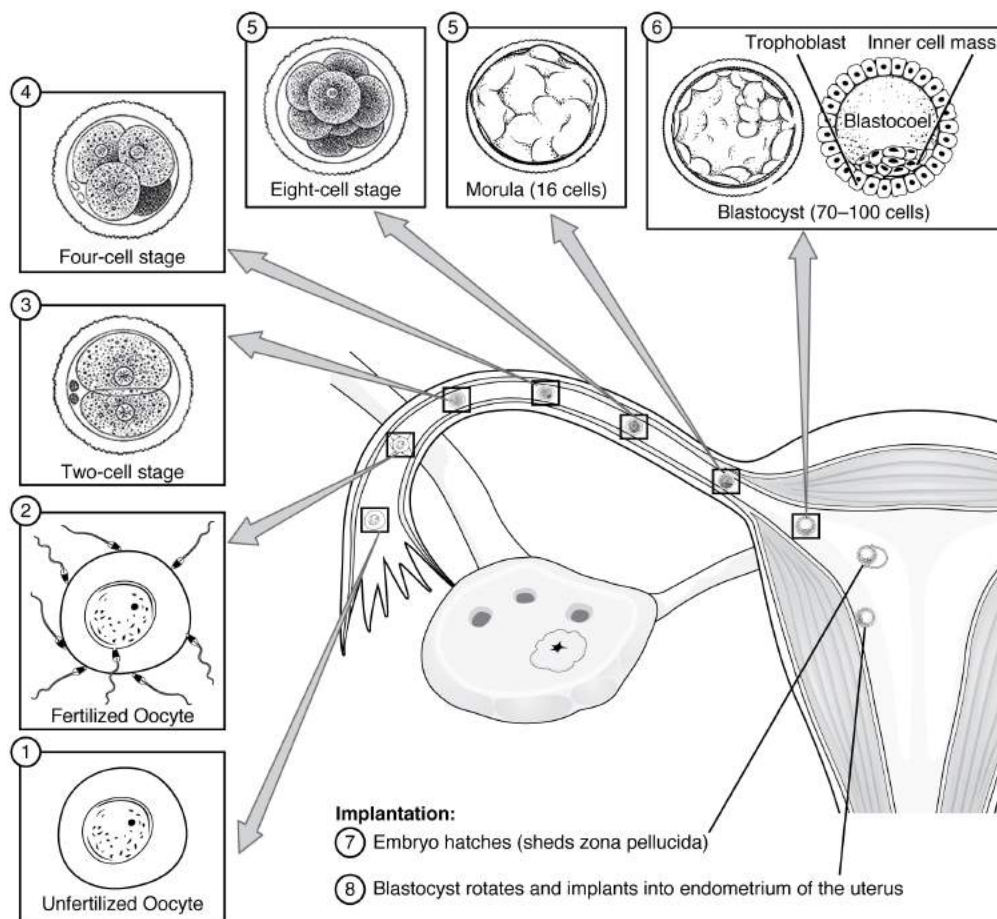 5
5
6
Trophoblast
Inner cell mass
Blastocoel
Eight-cell stage
Morula (16 cells)
Blastocyst (70–100 cells)
4
Four-cell stage
3
Two-cell stage
2
Fertilized Oocyte
1
Unfertilized Oocyte
Implantation:
7 Embryo hatches (sheds zona pellucida)
8 Blastocyst rotates and implants into endometrium of the uterus